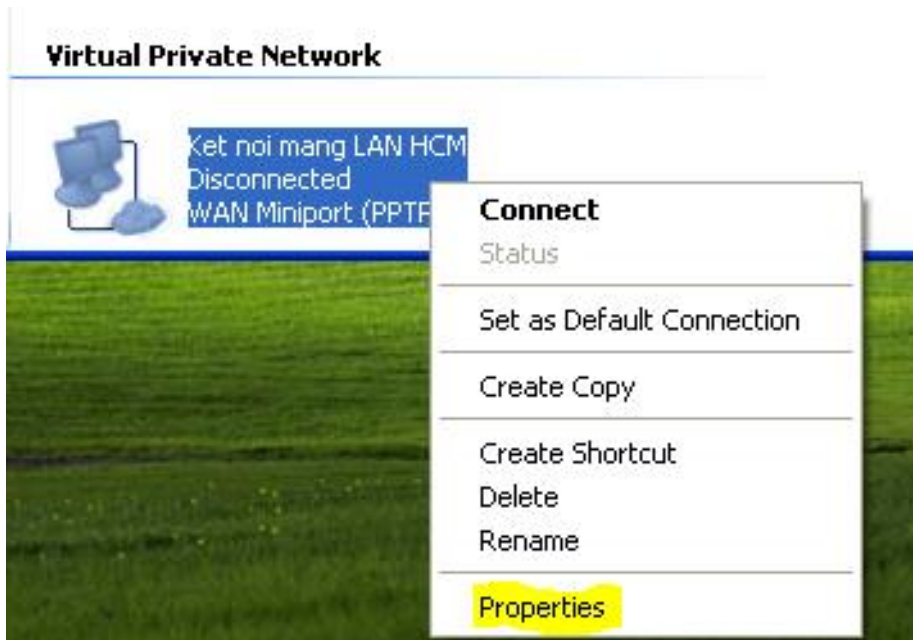 Virtual Private Network
Ket noi mang LAN HCM
Disconnected
WAN Miniport (PPTP
Connect
Status
Set as Default Connection
Create Copy
Create Shortcut
Delete
Rename
Properties